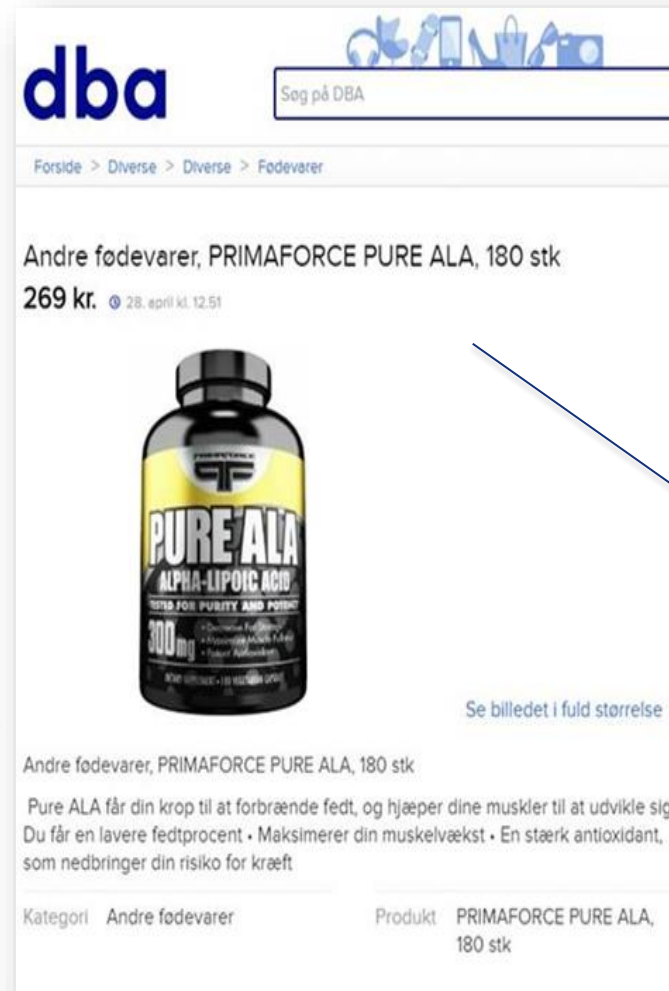 dba
Søg på DBA
Forside > Diverse > Diverse > Fødevarer
Andre fødevarer, PRIMAFORCE PURE ALA, 180 stk
269 kr. 28. april kl. 12.51
PRIMAFORCE
PURE ALA
ALPHA-LIPOIC ACID
TESTED FOR PURITY AND POTENCY
300mg
Se billedet i fuld størrelse
Andre fødevarer, PRIMAFORCE PURE ALA, 180 stk
Pure ALA får din krop til at forbrænde fedt, og hjæper dine muskler til at udvikle sig
Du får en lavere fedtprocent • Maksimerer din muskelvækst • En stærk antioxidant,
som nedbringer din risiko for kræft
Kategori Andre fødevarer Produkt PRIMAFORCE PURE ALA,
180 stk